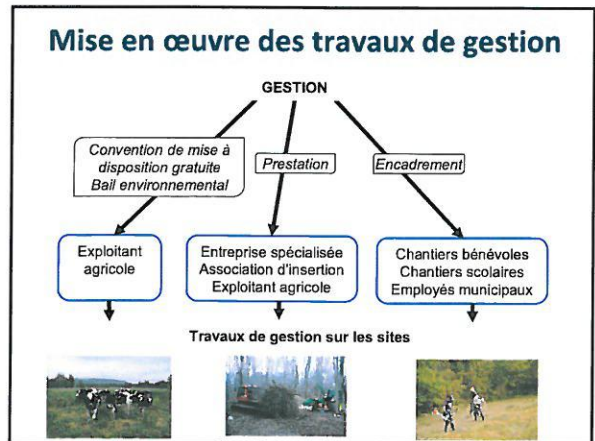 Mise en œuvre des travaux de gestion
GESTION
Convention de mise à
disposition gratuite
Bail environnemental
Prestation
Encadrement
Exploitant
agricole
Entreprise spécialisée
Association d'insertion
Exploitant agricole
Chantiers bénévoles
Chantiers scolaires
Employés municipaux
Travaux de gestion sur les sites